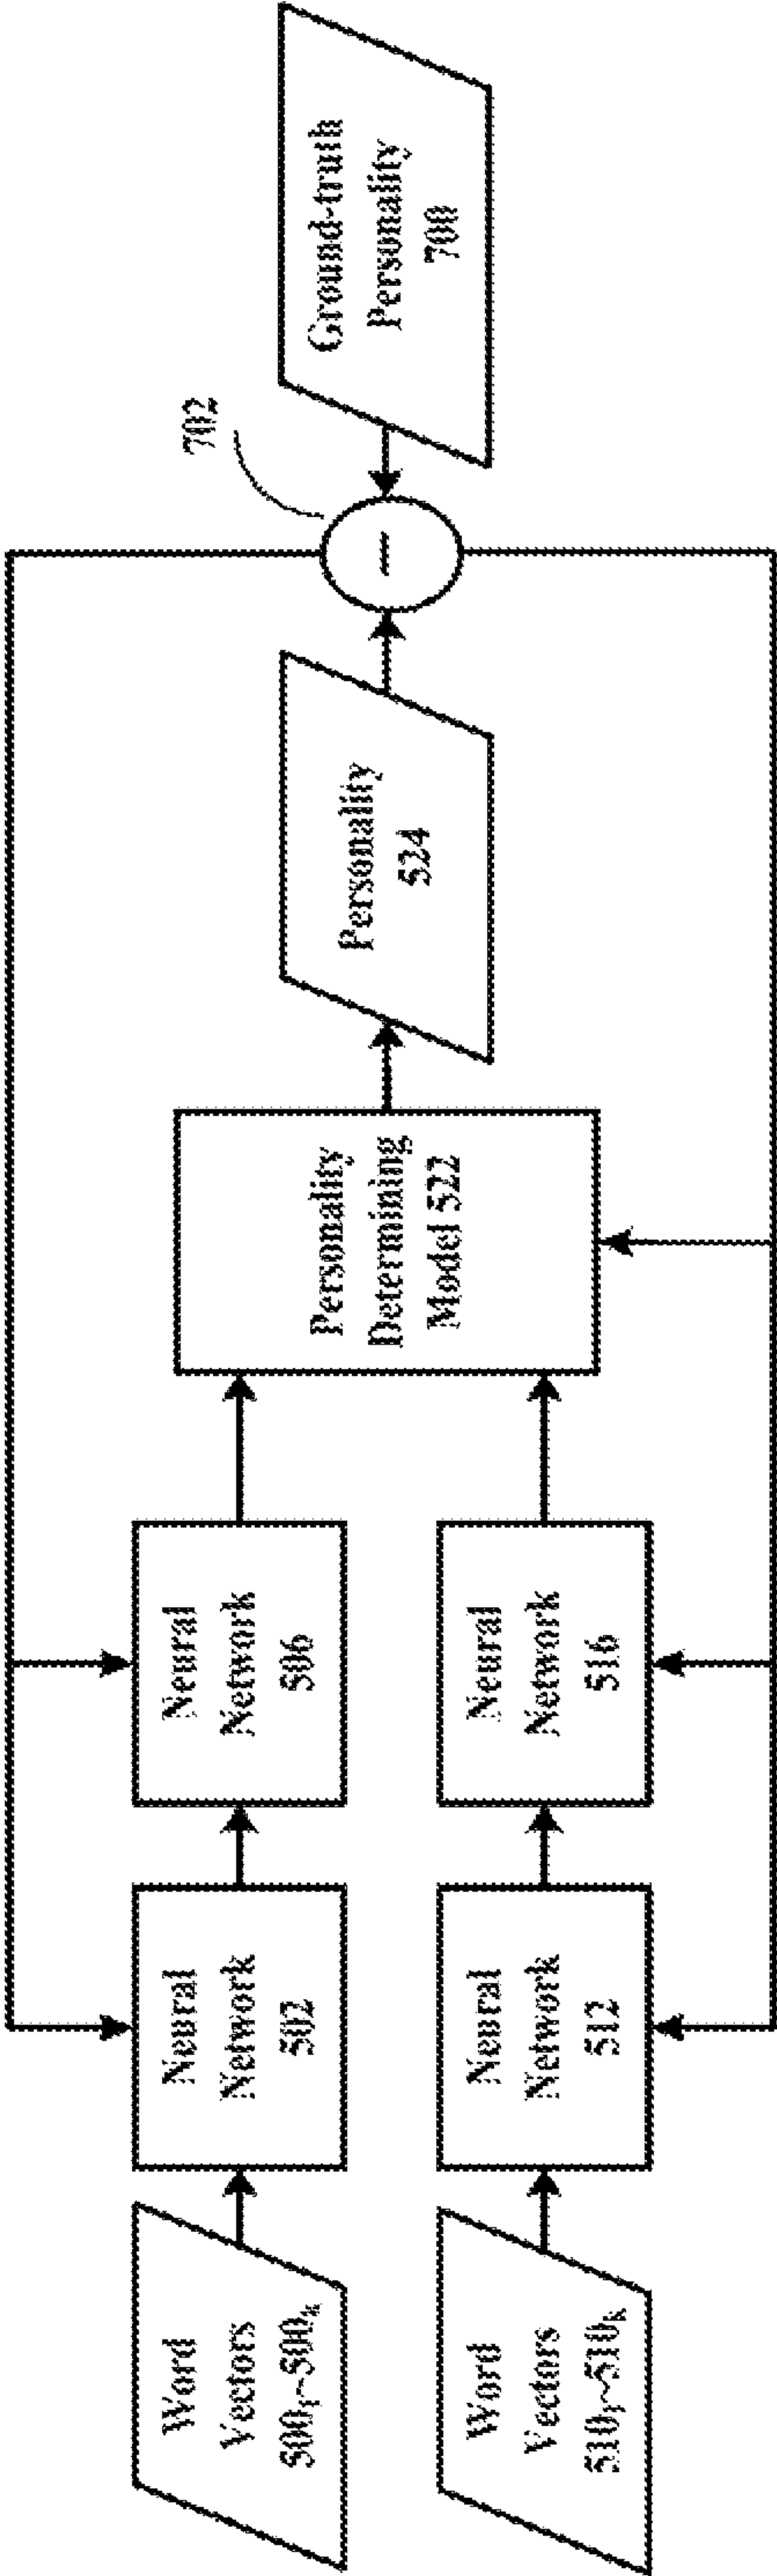 Word
Vectors
500₁~500ₙ
Neural
Network
502
Neural
Network
506
Word
Vectors
510₁~510ₖ
Neural
Network
512
Neural
Network
516
Personality
Determining
Model 522
Personality
524
702
Ground-truth
Personality
700